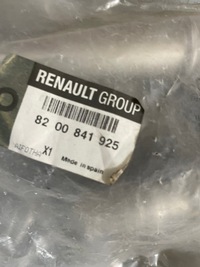 RENAULT GROUP
82 00 841 925
X1
Made in spain